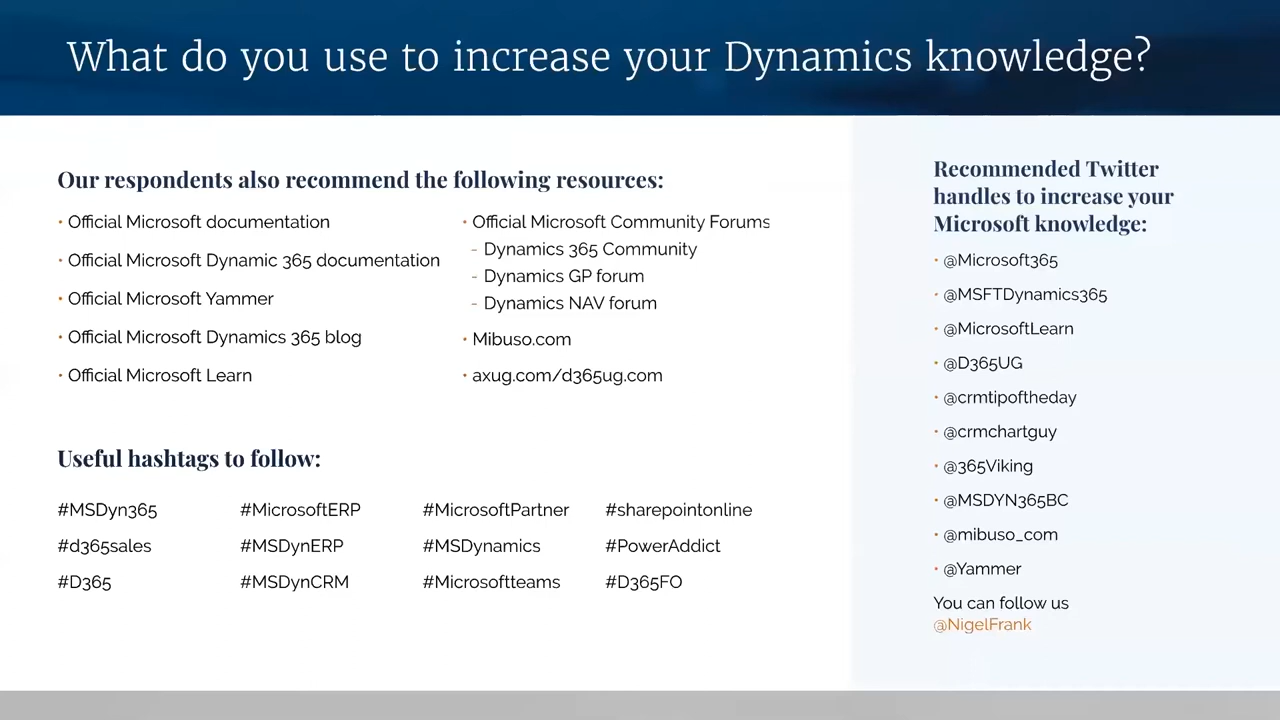 What do you use to increase your Dynamics knowledge?
Our respondents also recommend the following resources:
· Official Microsoft documentation
· Official Microsoft Dynamic 365 documentation
· Official Microsoft Yammer
· Official Microsoft Dynamics 365 blog
· Official Microsoft Learn
· Official Microsoft Community Forums
- Dynamics 365 Community
- Dynamics GP forum
- Dynamics NAV forum
· Mibuso.com
· axug.com/d365ug.com
Useful hashtags to follow:
#MSDyn365 #MicrosoftERP #MicrosoftPartner #sharepointonline
#d365sales #MSDynERP #MSDynamics #PowerAddict
#D365 #MSDynCRM #Microsoftteams #D365FO
Recommended Twitter
handles to increase your
Microsoft knowledge:
· @Microsoft365
· @MSFTDynamics365
· @MicrosoftLearn
· @D365UG
· @crmtipoftheday
· @crmchartguy
· @365Viking
· @MSDYN365BC
· @mibuso_com
· @Yammer
You can follow us
@NigelFrank